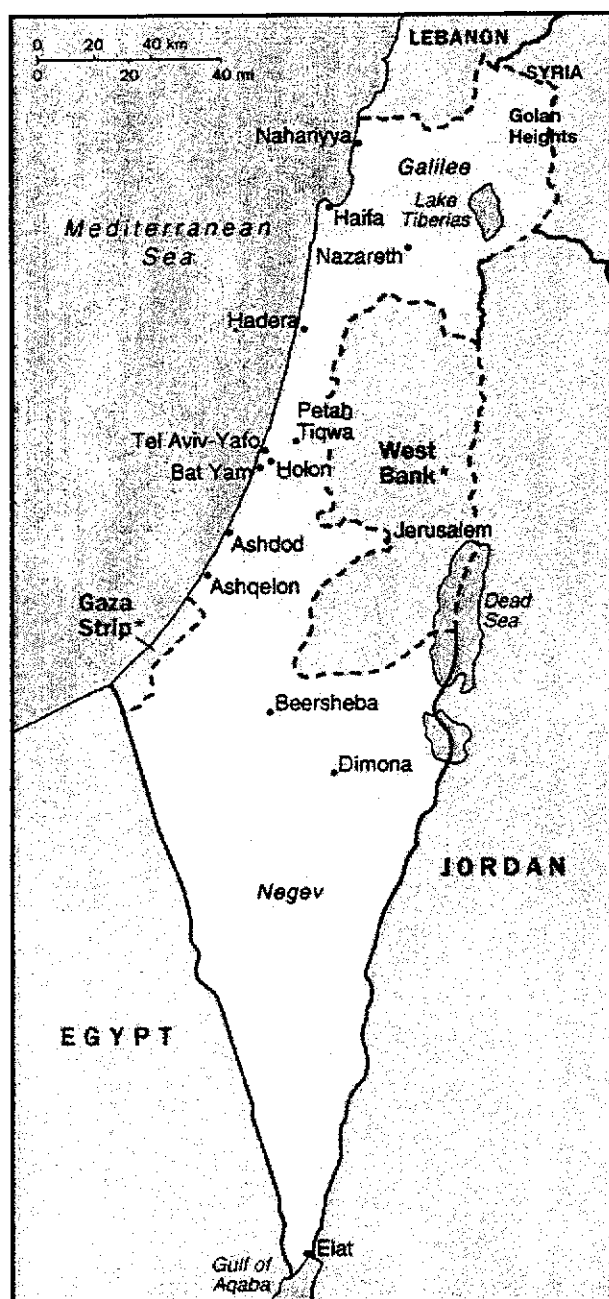 LEBANON
0 20 40 km
0 20 40 mi
SYRIA
Golan
Heights
Nahariyya
Galilee
Lake
Tiberias
Haifa
Mediterranean
Sea
Nazareth
Hadera
Petah
Tiqwa
Tel Aviv-Yafo
Holon
Bat Yam
West
Bank*
Jerusalem
Ashdod
Ashqelon
Gaza
Strip*
Dead
Sea
Beersheba
Dimona
JORDAN
Negev
EGYPT
Elat
Gulf of
Aqaba